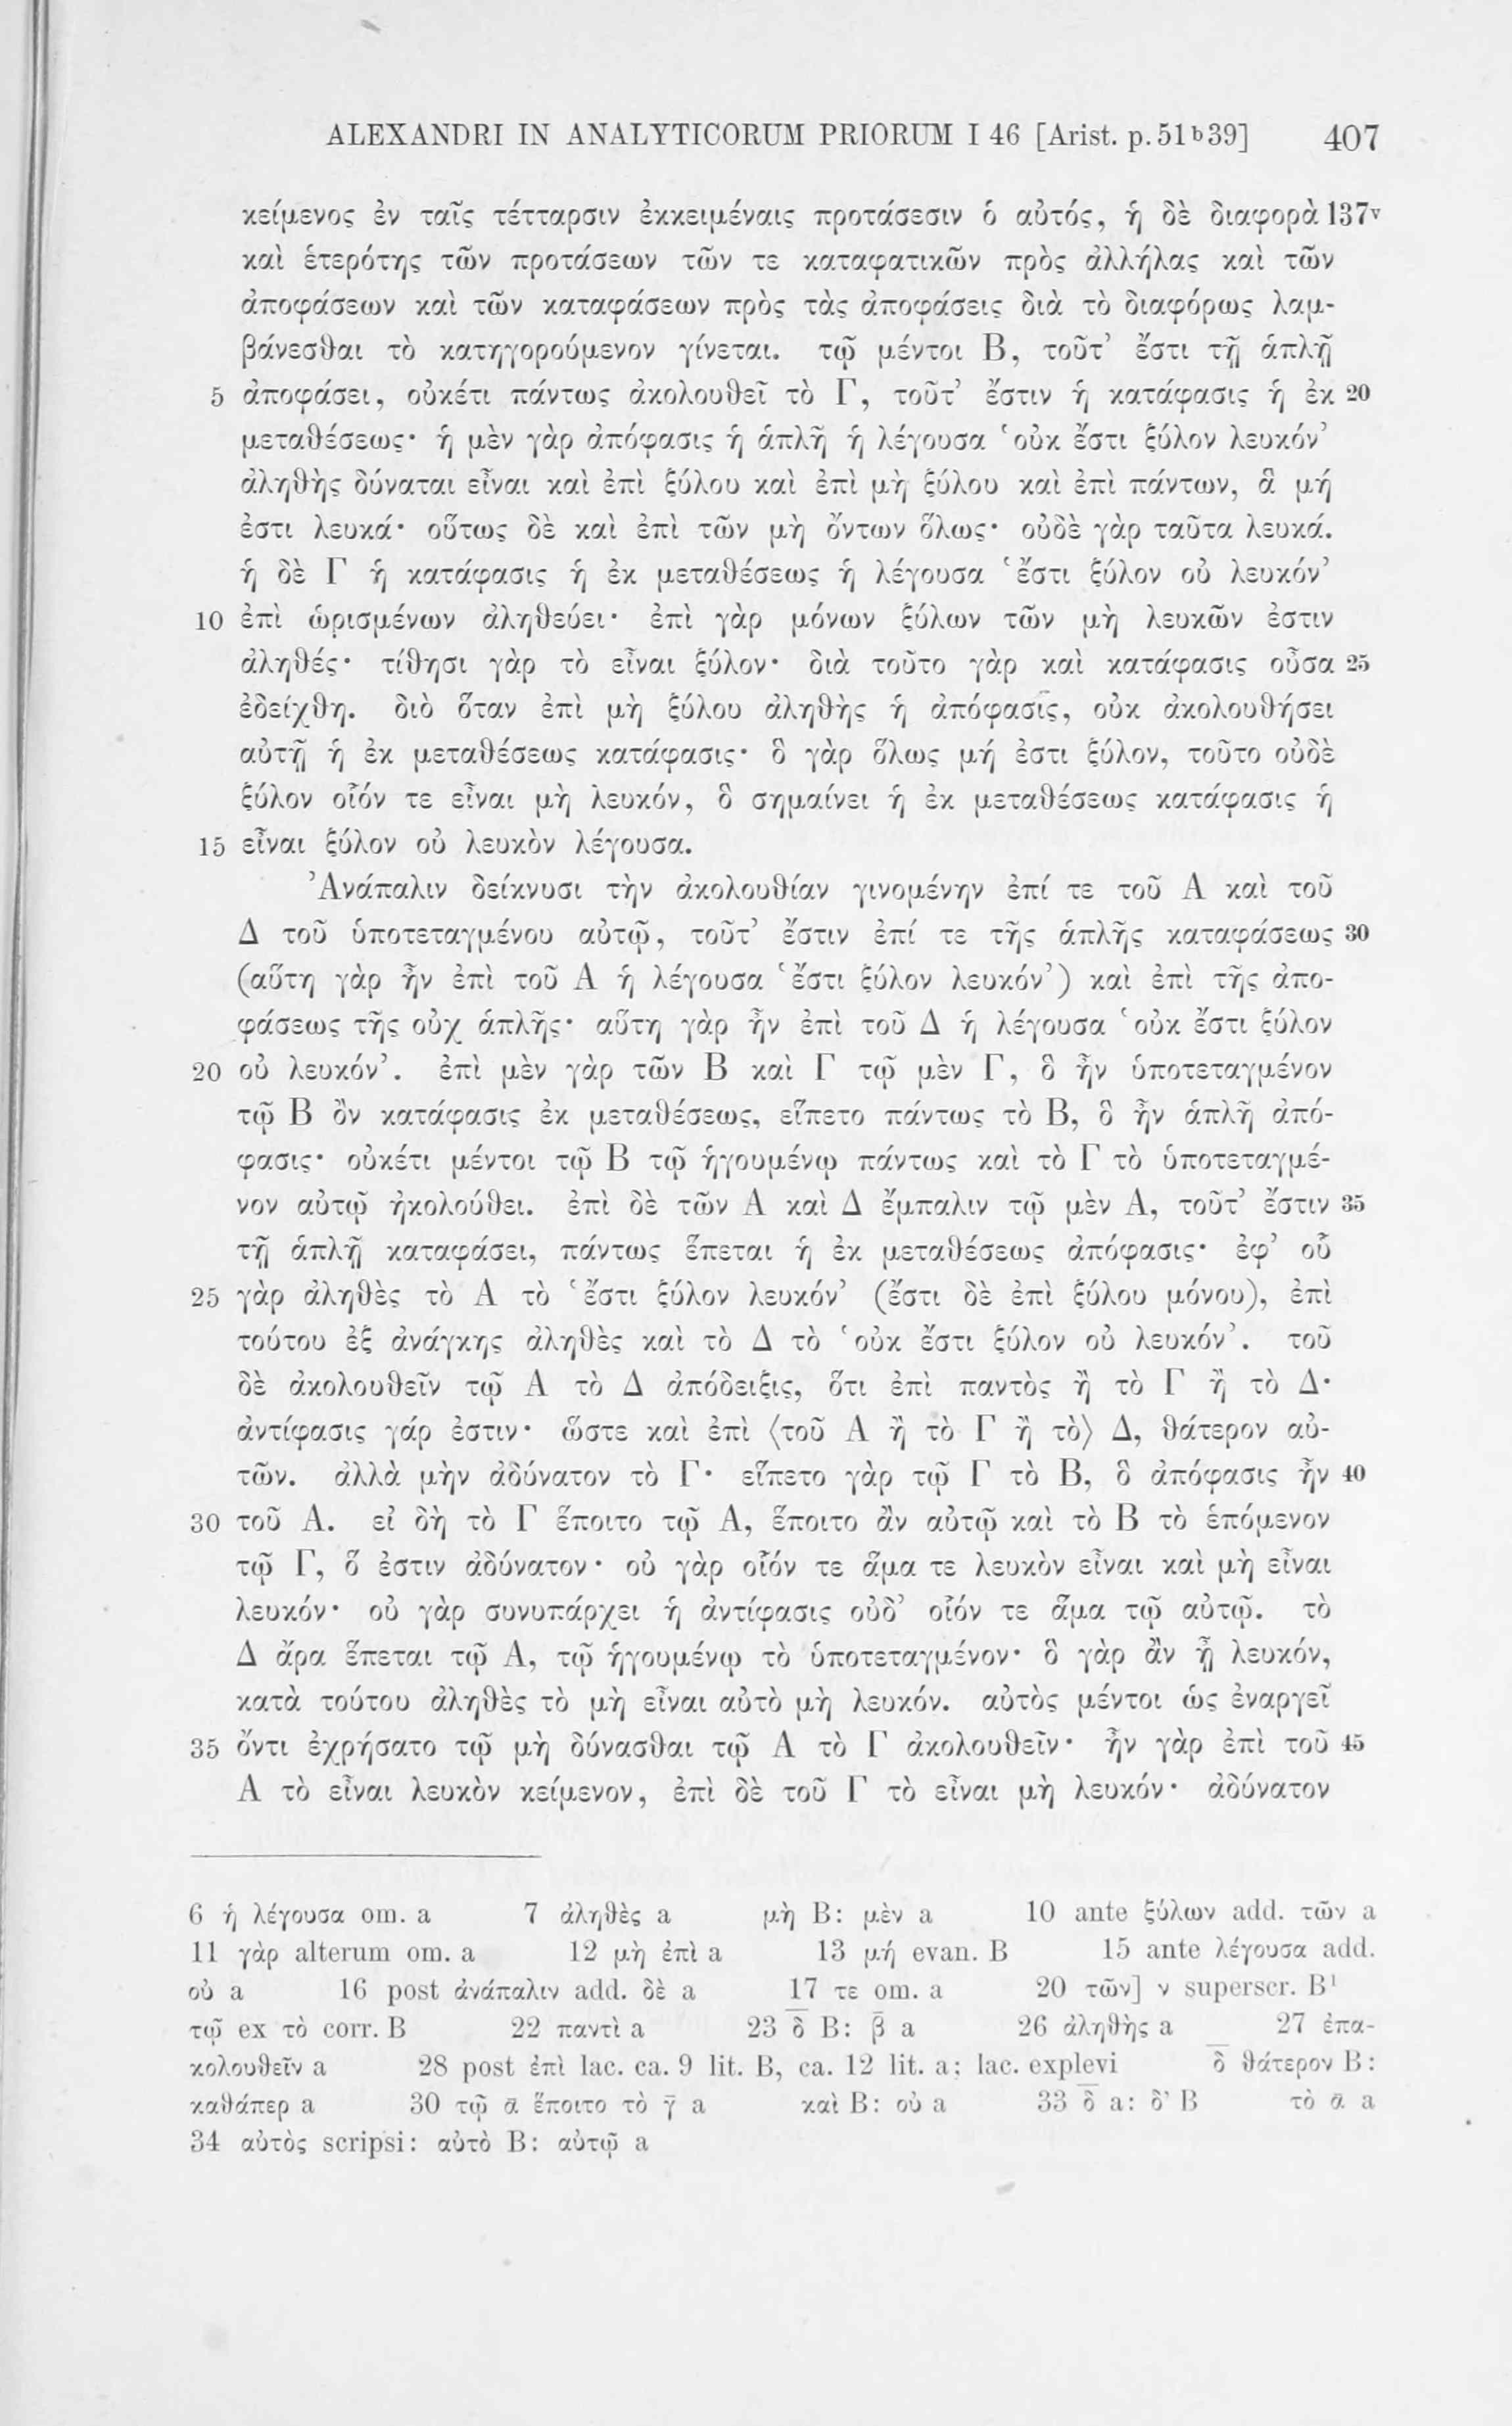 ALEXANDRI IN ANALYTICORUM PRIORUM I 46 [Arist. p. 51b39] 407
κείμενος ἐν ταῖς τέτταρσιν ἐκκειμέναις προτάσεσιν ὁ αὐτός, ἡ δὲ διαφορὰ 137v
καὶ ἑτερότης τῶν προτάσεων τῶν τε καταφατικῶν πρὸς ἀλλήλας καὶ τῶν
ἀποφάσεων καὶ τῶν καταφάσεων πρὸς τὰς ἀποφάσεις διὰ τὸ διαφόρως λαμ-
βάνεσθαι τὸ κατηγορούμενον γίνεται. τῷ μέντοι Β, τοῦτ’ ἔστι τῇ ἁπλῇ
5 ἀποφάσει, οὐκέτι πάντως ἀκολουθεῖ τὸ Γ, τοῦτ’ ἔστιν ἡ κατάφασις ἡ ἐκ 20
μεταθέσεως· ἡ μὲν γὰρ ἀπόφασις ἡ ἁπλῆ ἡ λέγουσα ‘οὐκ ἔστι ξύλον λευκόν’
ἀληθὴς δύναται εἶναι καὶ ἐπὶ ξύλου καὶ ἐπὶ μὴ ξύλου καὶ ἐπὶ πάντων, ἃ μή
ἐστι λευκά· οὕτως δὲ καὶ ἐπὶ τῶν μὴ ὄντων ὅλως· οὐδὲ γὰρ ταῦτα λευκά.
ἡ δὲ Γ ἡ κατάφασις ἡ ἐκ μεταθέσεως ἡ λέγουσα ‘ἔστι ξύλον οὐ λευκόν’
10 ἐπὶ ὡρισμένων ἀληθεύει· ἐπὶ γὰρ μόνων ξύλων τῶν μὴ λευκῶν ἐστιν
ἀληθές· τίθησι γὰρ τὸ εἶναι ξύλον· διὰ τοῦτο γὰρ καὶ κατάφασις οὖσα 25
ἐδείχθη. διὸ ὅταν ἐπὶ μὴ ξύλου ἀληθὴς ἡ ἀπόφασις, οὐκ ἀκολουθήσει
αὐτῇ ἡ ἐκ μεταθέσεως κατάφασις· ὃ γὰρ ὅλως μή ἐστι ξύλον, τοῦτο οὐδὲ
ξύλον οἷόν τε εἶναι μὴ λευκόν, ὃ σημαίνει ἡ ἐκ μεταθέσεως κατάφασις ἡ
15 εἶναι ξύλον οὐ λευκὸν λέγουσα.
Ἀνάπαλιν δείκνυσι τὴν ἀκολουθίαν γινομένην ἐπί τε τοῦ Α καὶ τοῦ
Δ τοῦ ὑποτεταγμένου αὐτῷ, τοῦτ’ ἔστιν ἐπί τε τῆς ἁπλῆς καταφάσεως 30
(αὕτη γὰρ ἦν ἐπὶ τοῦ Α ἡ λέγουσα ‘ἔστι ξύλον λευκόν’) καὶ ἐπὶ τῆς ἀπο-
φάσεως τῆς οὐχ ἁπλῆς· αὕτη γὰρ ἦν ἐπὶ τοῦ Δ ἡ λέγουσα ‘οὐκ ἔστι ξύλον
20 οὐ λευκόν’. ἐπὶ μὲν γὰρ τῶν Β καὶ Γ τῷ μὲν Γ, ὃ ἦν ὑποτεταγμένον
τῷ Β ὂν κατάφασις ἐκ μεταθέσεως, εἵπετο πάντως τὸ Β, ὃ ἦν ἁπλῆ ἀπό-
φασις· οὐκέτι μέντοι τῷ Β τῷ ἡγουμένῳ πάντως καὶ τὸ Γ τὸ ὑποτεταγμέ-
νον αὐτῷ ἠκολούθει. ἐπὶ δὲ τῶν Α καὶ Δ ἔμπαλιν τῷ μὲν Α, τοῦτ’ ἔστιν 35
τῇ ἁπλῇ καταφάσει, πάντως ἕπεται ἡ ἐκ μεταθέσεως ἀπόφασις· ἐφ’ οὗ
25 γὰρ ἀληθὲς τὸ Α τὸ ‘ἔστι ξύλον λευκόν’ (ἔστι δὲ ἐπὶ ξύλου μόνου), ἐπὶ
τούτου ἐξ ἀνάγκης ἀληθὲς καὶ τὸ Δ τὸ ‘οὐκ ἔστι ξύλον οὐ λευκόν’. τοῦ
δὲ ἀκολουθεῖν τῷ Α τὸ Δ ἀπόδειξις, ὅτι ἐπὶ παντὸς ἢ τὸ Γ ἢ τὸ Δ·
ἀντίφασις γάρ ἐστιν· ὥστε καὶ ἐπὶ ⟨τοῦ Α ἢ τὸ Γ ἢ τὸ⟩ Δ, θάτερον αὐ-
τῶν. ἀλλὰ μὴν ἀδύνατον τὸ Γ· εἵπετο γὰρ τῷ Γ τὸ Β, ὃ ἀπόφασις ἦν 40
30 τοῦ Α. εἰ δὴ τὸ Γ ἕποιτο τῷ Α, ἕποιτο ἂν αὐτῷ καὶ τὸ Β τὸ ἑπόμενον
τῷ Γ, ὅ ἐστιν ἀδύνατον· οὐ γὰρ οἷόν τε ἅμα τε λευκὸν εἶναι καὶ μὴ εἶναι
λευκόν· οὐ γὰρ συνυπάρχει ἡ ἀντίφασις οὐδ’ οἷόν τε ἅμα τῷ αὐτῷ. τὸ
Δ ἄρα ἕπεται τῷ Α, τῷ ἡγουμένῳ τὸ ὑποτεταγμένον· ὃ γὰρ ἂν ᾖ λευκόν,
κατὰ τούτου ἀληθὲς τὸ μὴ εἶναι αὐτὸ μὴ λευκόν. αὐτὸς μέντοι ὡς ἐναργεῖ
35 ὄντι ἐχρήσατο τῷ μὴ δύνασθαι τῷ Α τὸ Γ ἀκολουθεῖν· ἦν γὰρ ἐπὶ τοῦ 45
Α τὸ εἶναι λευκὸν κείμενον, ἐπὶ δὲ τοῦ Γ τὸ εἶναι μὴ λευκόν· ἀδύνατον
6 ἡ λέγουσα om. a 7 ἀληθὲς a μὴ B: μὲν a 10 ante ξύλων add. τῶν a
11 γὰρ alterum om. a 12 μὴ ἐπὶ a 13 μή evan. B 15 ante λέγουσα add.
οὐ a 16 post ἀνάπαλιν add. δὲ a 17 τε om. a 20 τῶν] ν superscr. B¹
τῷ ex τὸ corr. B 22 παντὶ a 23 δ̅ B: β̅ a 26 ἀληθὴς a 27 ἐπα-
κολουθεῖν a 28 post ἐπὶ lac. ca. 9 lit. B, ca. 12 lit. a; lac. explevi δ̅ θάτερον B:
καθάπερ a 30 τῷ α̅ ἕποιτο τὸ γ̅ a καὶ B: οὐ a 33 δ̅ a: δ’ B τὸ α̅ a
34 αὐτὸς scripsi: αὐτὸ B: αὐτῷ a